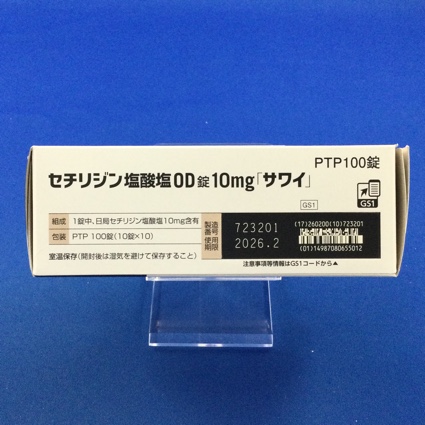 PTP100錠
セチリジン塩酸塩OD錠10mg「サワイ」
GS1
GS1
組成 1錠中、日局セチリジン塩酸塩10mg含有
包装 PTP 100錠(10錠×10)
室温保存(開封後は湿気を避けて保存すること)
製造番号 723201
使用期限 2026.2
(17)260200(10)723201
(01)14987080655012
注意事項等情報はGS1コードから▲